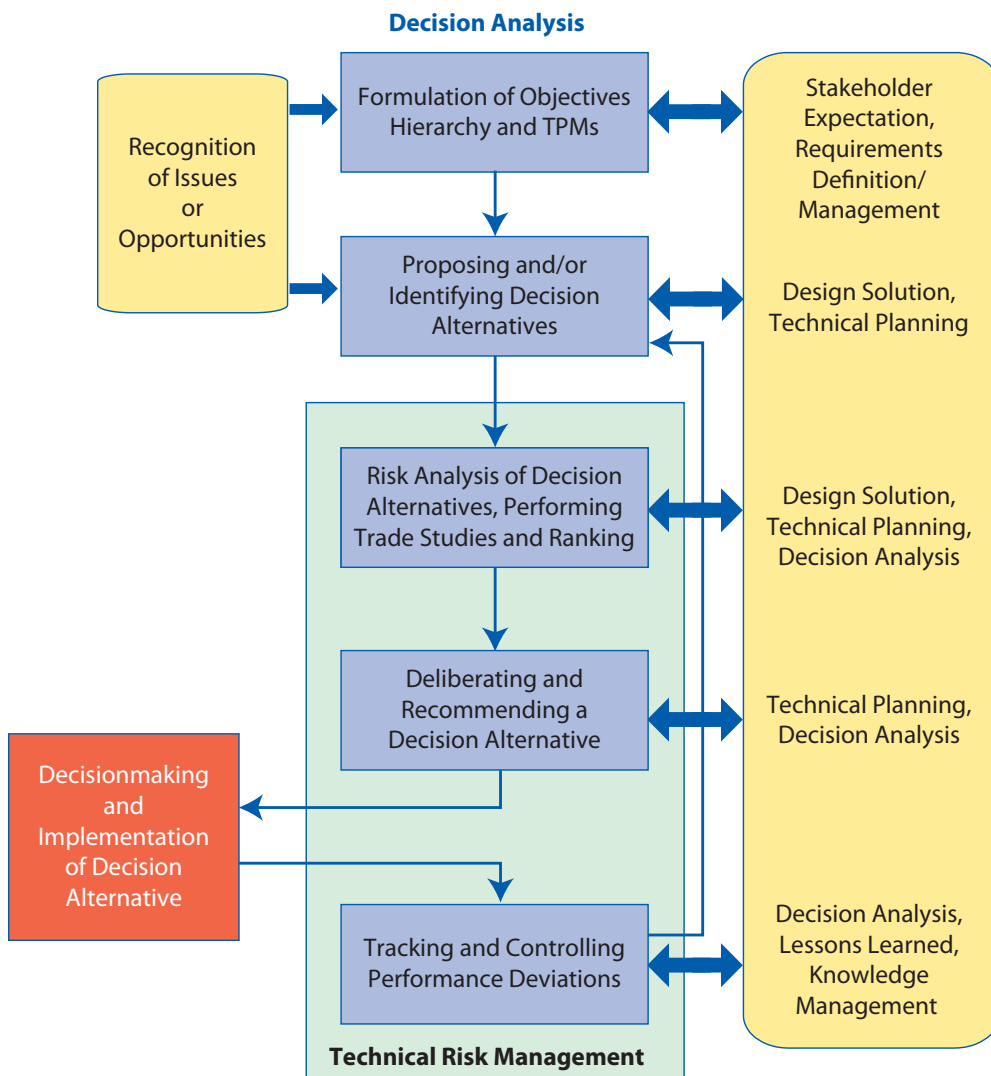 Decision Analysis
Recognition
of Issues
or
Opportunities
Formulation of Objectives
Hierarchy and TPMs
Stakeholder
Expectation,
Requirements
Definition/
Management
Proposing and/or
Identifying Decision
Alternatives
Design Solution,
Technical Planning
Risk Analysis of Decision
Alternatives, Performing
Trade Studies and Ranking
Design Solution,
Technical Planning,
Decision Analysis
Deliberating and
Recommending a
Decision Alternative
Technical Planning,
Decision Analysis
Decisionmaking
and
Implementation
of Decision
Alternative
Tracking and Controlling
Performance Deviations
Decision Analysis,
Lessons Learned,
Knowledge
Management
Technical Risk Management